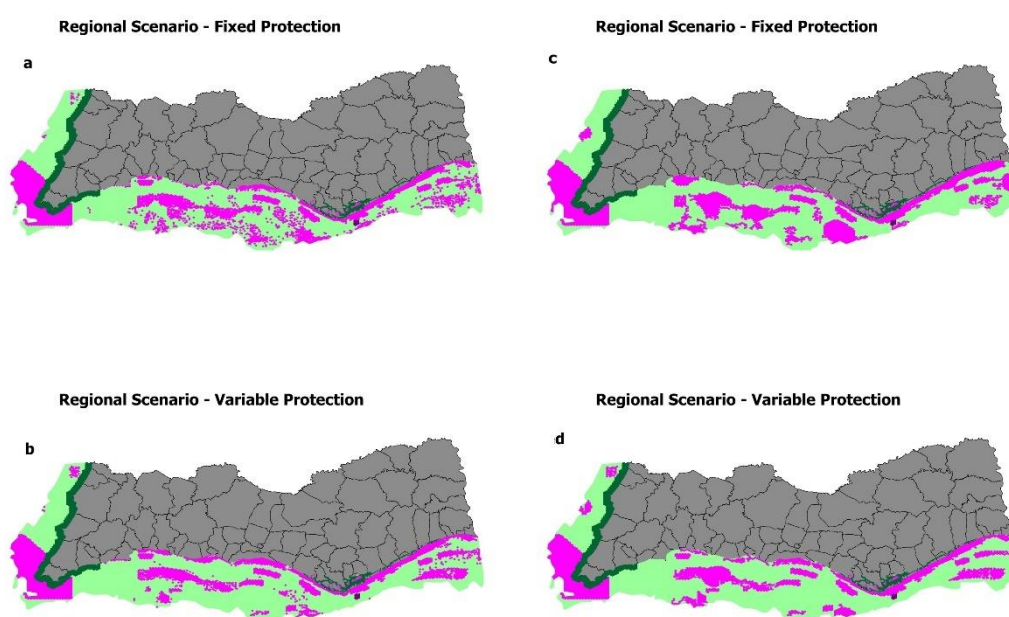 Regional Scenario - Fixed Protection
Regional Scenario - Fixed Protection
a
c
Regional Scenario - Variable Protection
Regional Scenario - Variable Protection
b
d